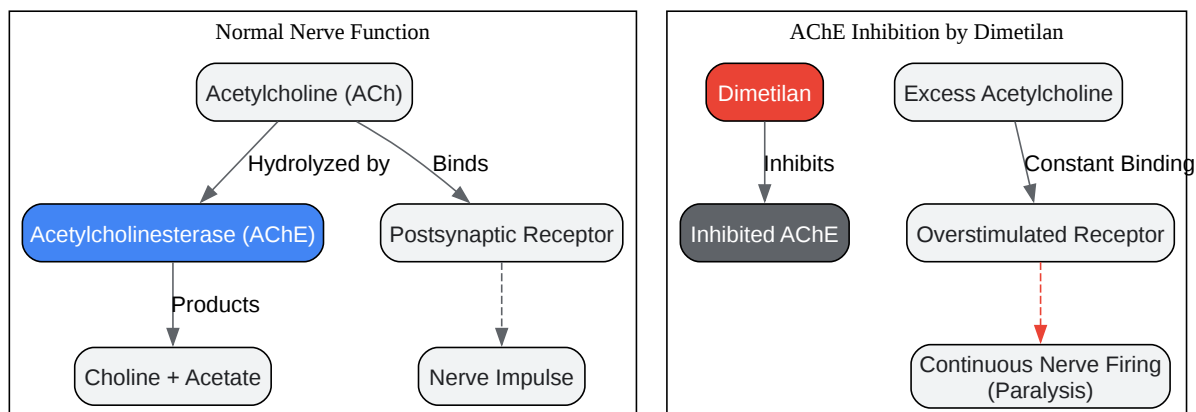 Normal Nerve Function
Acetylcholine (ACh)
Hydrolyzed by
Binds
Acetylcholinesterase (AChE)
Postsynaptic Receptor
Products
Choline + Acetate
Nerve Impulse
AChE Inhibition by Dimetilan
Dimetilan
Excess Acetylcholine
Inhibits
Constant Binding
Inhibited AChE
Overstimulated Receptor
Continuous Nerve Firing
(Paralysis)